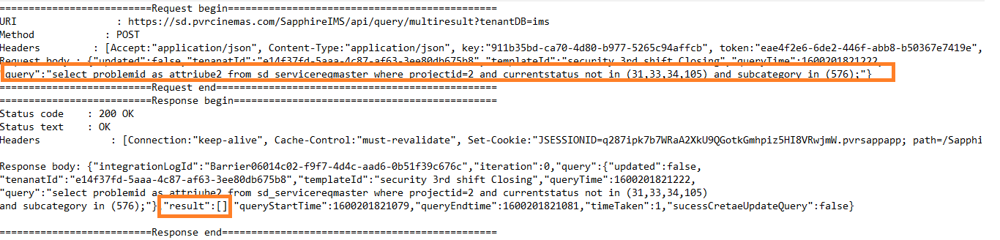 ==========================Request begin==============================================
URI : https://sd.pvrcinemas.com/SapphireIMS/api/query/multiresult?tenantDB=ims
Method : POST
Headers : [Accept:"application/json", Content-Type:"application/json", key:"911b35bd-ca70-4d80-b977-5265c94affcb", token:"eae4f2e6-6de2-446f-abb8-b50367e7419e",
Request body : {"updated":false,"tenanatId":"e14f37fd-5aaa-4c87-af63-3ee80db675b8","templateId":"security 3rd shift Closing","queryTime":1600201821222,
"query":"select problemid as attriube2 from sd_servicereqmaster where projectid=2 and currentstatus not in (31,33,34,105) and subcategory in (576);"}
==========================Request end================================================
==========================Response begin=============================================
Status code : 200 OK
Status text : OK
Headers : [Connection:"keep-alive", Cache-Control:"must-revalidate", Set-Cookie:"JSESSIONID=q287ipk7b7WRaA2XkU9QGotkGmhpiz5HI8VRwjmW.pvrsappapp; path=/Sapphi
Response body: {"integrationLogId":"Barrier06014c02-f9f7-4d4c-aad6-0b51f39c676c","iteration":0,"query":{"updated":false,
"tenanatId":"e14f37fd-5aaa-4c87-af63-3ee80db675b8","templateId":"security 3rd shift Closing","queryTime":1600201821222,
"query":"select problemid as attriube2 from sd_servicereqmaster where projectid=2 and currentstatus not in (31,33,34,105)
and subcategory in (576);"},"result":[] "queryStartTime":1600201821079,"queryEndtime":1600201821081,"timeTaken":1,"sucessCretaeUpdateQuery":false}
==========================Response end===============================================